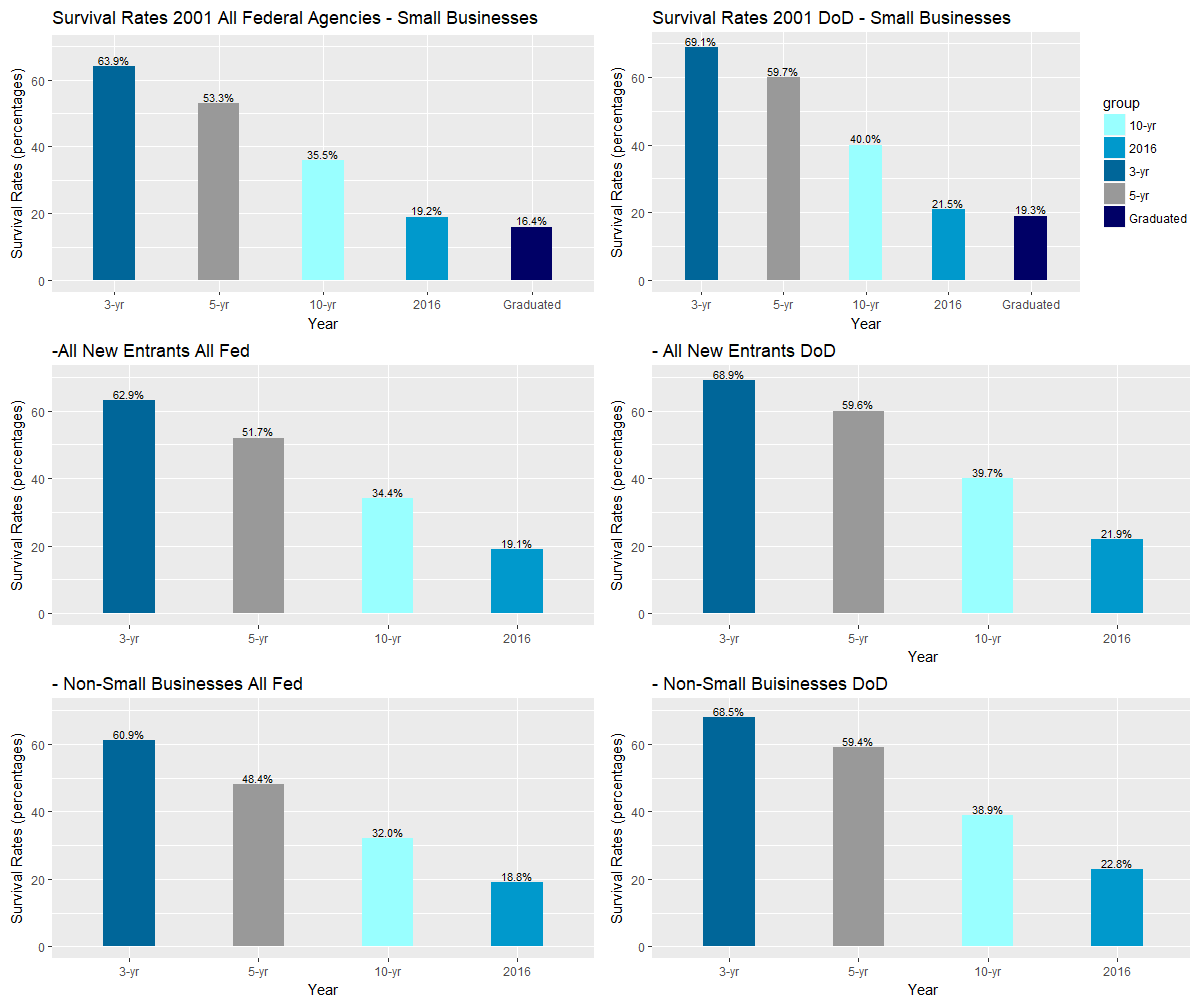 Survival Rates 2001 All Federal Agencies - Small Businesses
Survival Rates (percentages)
60
40
20
0
63.9%
53.3%
35.5%
19.2%
16.4%
3-yr 5-yr 10-yr 2016 Graduated
Year
Survival Rates 2001 DoD - Small Businesses
Survival Rates (percentages)
60
40
20
0
69.1%
59.7%
40.0%
21.5%
19.3%
3-yr 5-yr 10-yr 2016 Graduated
Year
group
10-yr
2016
3-yr
5-yr
Graduated
-All New Entrants All Fed
Survival Rates (percentages)
60
40
20
0
62.9%
51.7%
34.4%
19.1%
3-yr 5-yr 10-yr 2016
- All New Entrants DoD
Survival Rates (percentages)
60
40
20
0
68.9%
59.6%
39.7%
21.9%
3-yr 5-yr 10-yr 2016
Year
- Non-Small Businesses All Fed
Survival Rates (percentages)
60
40
20
0
60.9%
48.4%
32.0%
18.8%
3-yr 5-yr 10-yr 2016
Year
- Non-Small Buisinesses DoD
Survival Rates (percentages)
60
40
20
0
68.5%
59.4%
38.9%
22.8%
3-yr 5-yr 10-yr 2016
Year